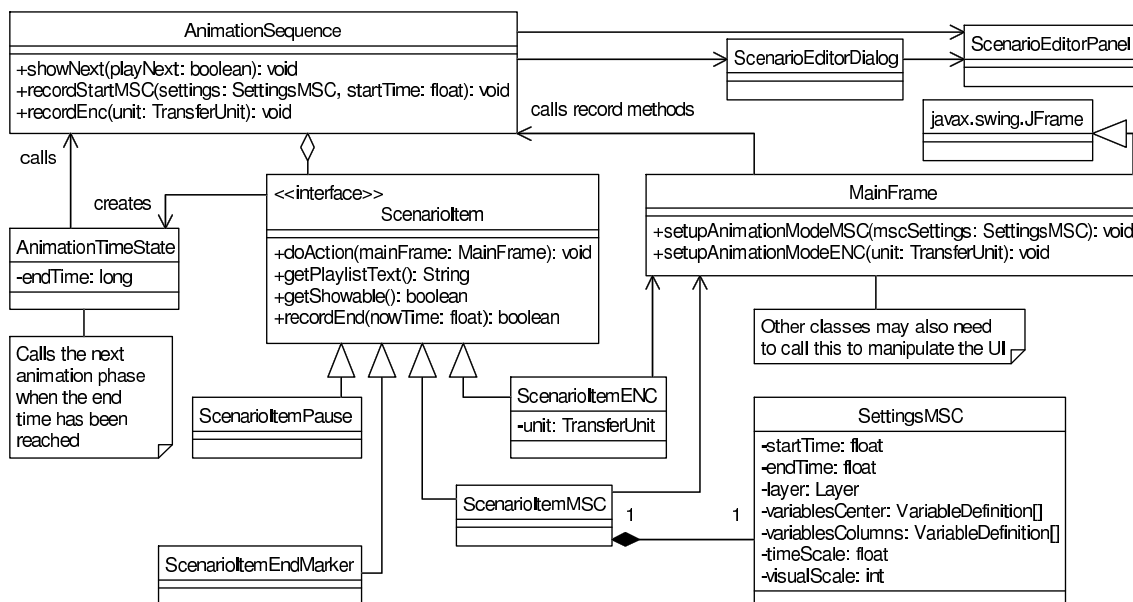 AnimationSequence
+showNext(playNext: boolean): void
+recordStartMSC(settings: SettingsMSC, startTime: float): void
+recordEnc(unit: TransferUnit): void
ScenarioEditorDialog
ScenarioEditorPanel
calls record methods
javax.swing.JFrame
calls
creates
AnimationTimeState
-endTime: long
<<interface>>
ScenarioItem
+doAction(mainFrame: MainFrame): void
+getPlaylistText(): String
+getShowable(): boolean
+recordEnd(nowTime: float): boolean
MainFrame
+setupAnimationModeMSC(mscSettings: SettingsMSC): void
+setupAnimationModeENC(unit: TransferUnit): void
Calls the next
animation phase
when the end
time has been
reached
Other classes may also need
to call this to manipulate the UI
ScenarioItemPause
ScenarioItemENC
-unit: TransferUnit
SettingsMSC
-startTime: float
-endTime: float
-layer: Layer
-variablesCenter: VariableDefinition[]
-variablesColumns: VariableDefinition[]
-timeScale: float
-visualScale: int
ScenarioItemMSC
1
1
ScenarioItemEndMarker